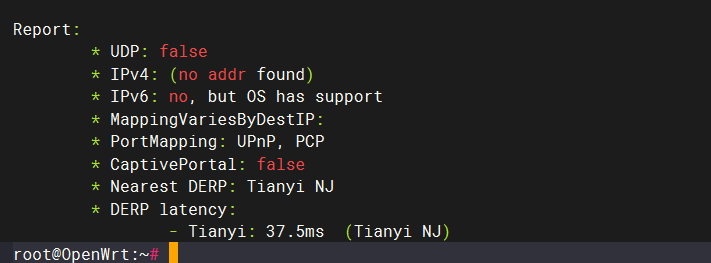 Report:
* UDP: false
* IPv4: (no addr found)
* IPv6: no, but OS has support
* MappingVariesByDestIP:
* PortMapping: UPnP, PCP
* CaptivePortal: false
* Nearest DERP: Tianyi NJ
* DERP latency:
- Tianyi: 37.5ms  (Tianyi NJ)
root@OpenWrt:~#